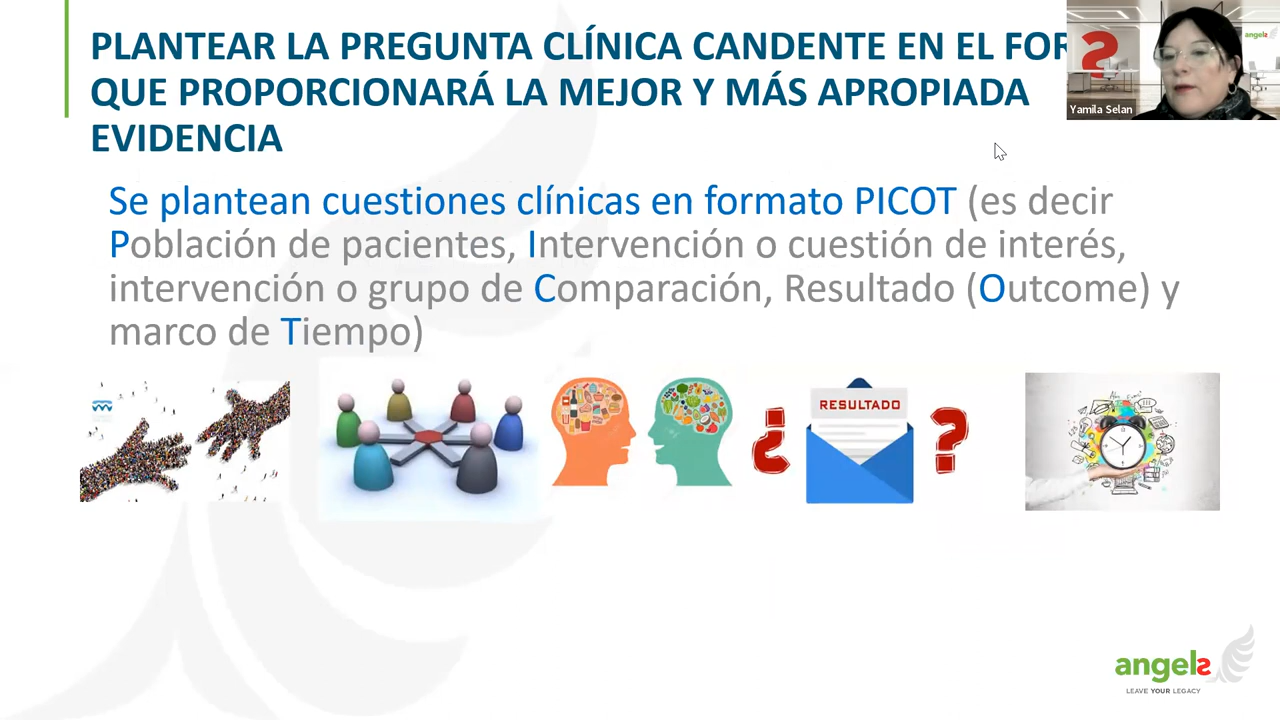 PLANTEAR LA PREGUNTA CLÍNICA CANDENTE EN EL FOR
QUE PROPORCIONARÁ LA MEJOR Y MÁS APROPIADA
EVIDENCIA
angels
Yamila Selan
Se plantean cuestiones clínicas en formato PICOT (es decir
Población de pacientes, Intervención o cuestión de interés,
intervención o grupo de Comparación, Resultado (Outcome) y
marco de Tiempo)
¿
RESULTADO
?
angels
LEAVE YOUR LEGACY